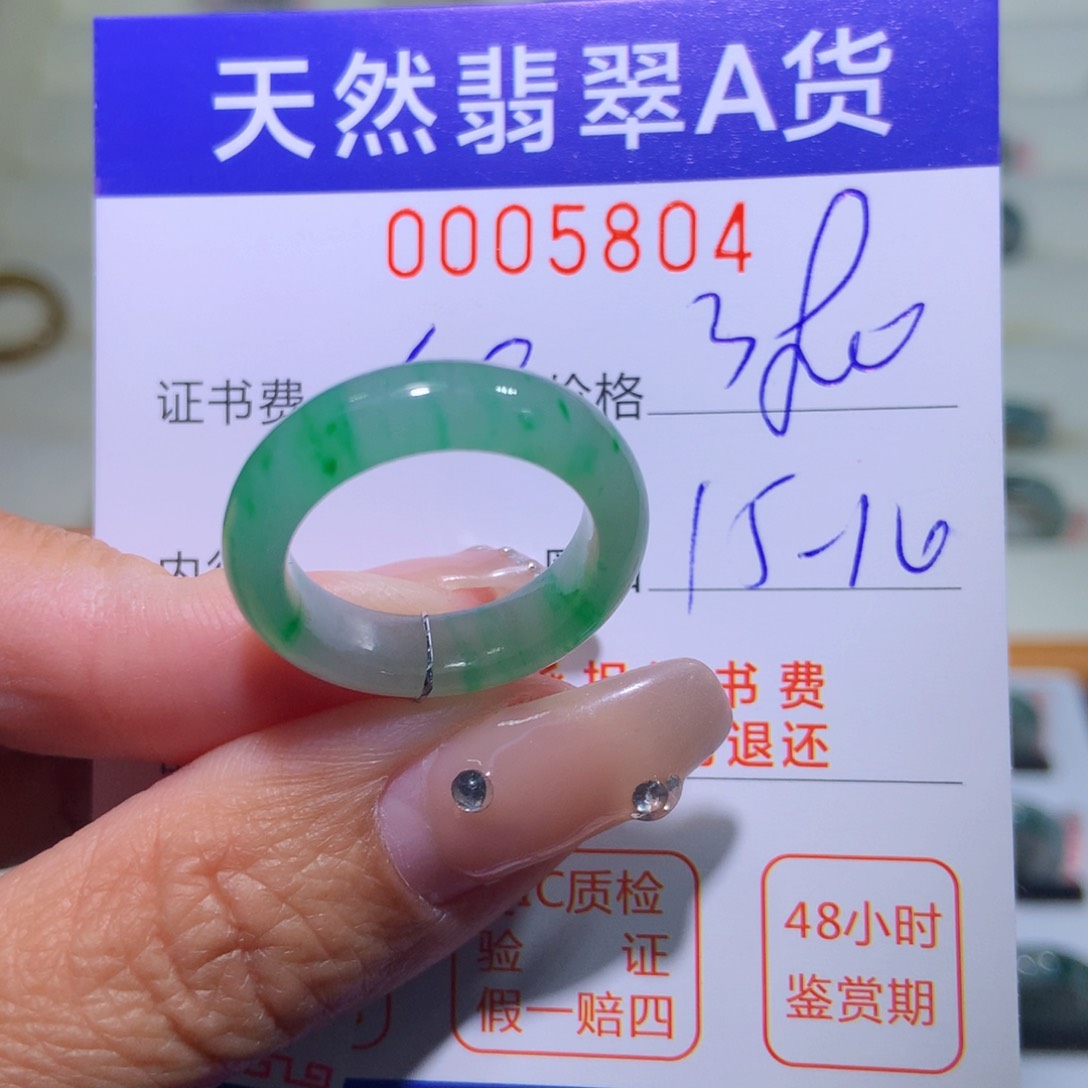 天然翡翠A货
0005804
证书费 价格
15-16
书费
退还
C质检
验 证
假一赔四
48小时
鉴赏期